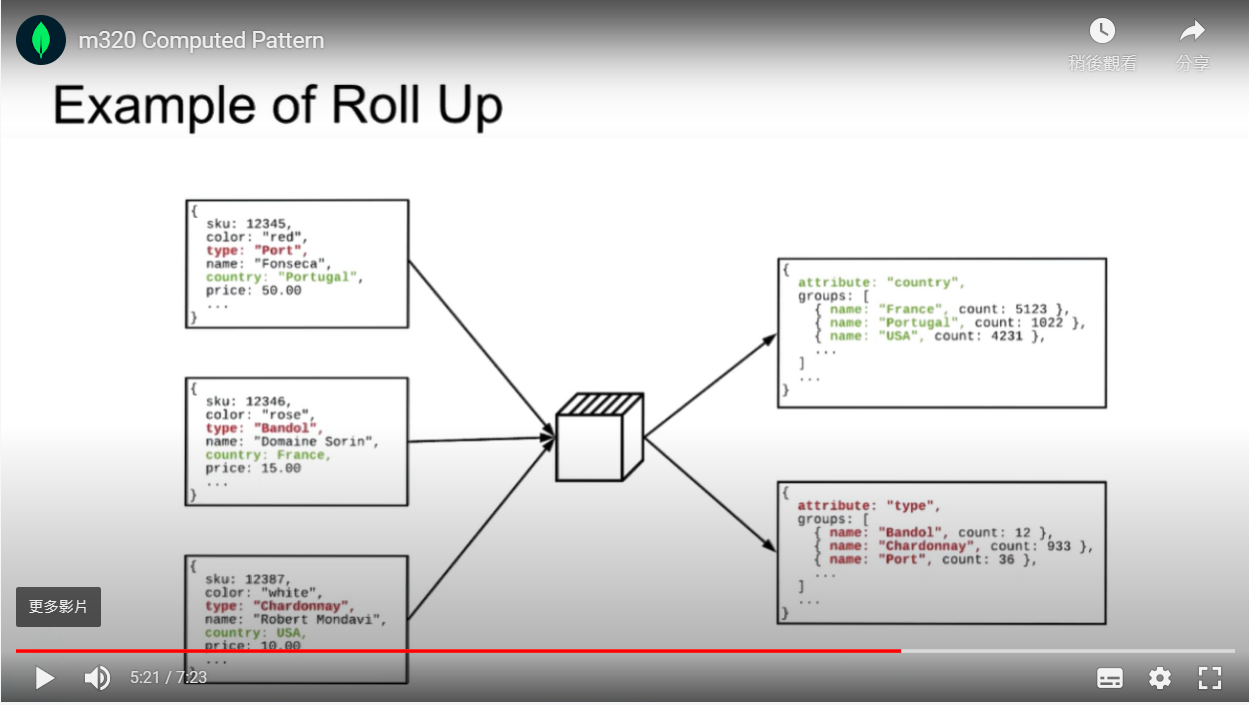 m320 Computed Pattern
稍後觀看
分享
Example of Roll Up
{
sku: 12345,
color: "red",
type: "Port",
name: "Fonseca",
country: "Portugal",
price: 50.00
...
}
{
sku: 12346,
color: "rose",
type: "Bandol",
name: "Domaine Sorin",
country: France,
price: 15.00
...
}
{
sku: 12387,
color: "white",
type: "Chardonnay",
name: "Robert Mondavi",
country: USA,
price: 10.00
...
}
{
attribute: "country",
groups: [
{ name: "France", count: 5123 },
{ name: "Portugal", count: 1022 },
{ name: "USA", count: 4231 },
...
]
...
}
{
attribute: "type",
groups: [
{ name: "Bandol", count: 12 },
{ name: "Chardonnay", count: 933 },
{ name: "Port", count: 36 },
...
]
...
}
更多影片
5:21 / 7:23